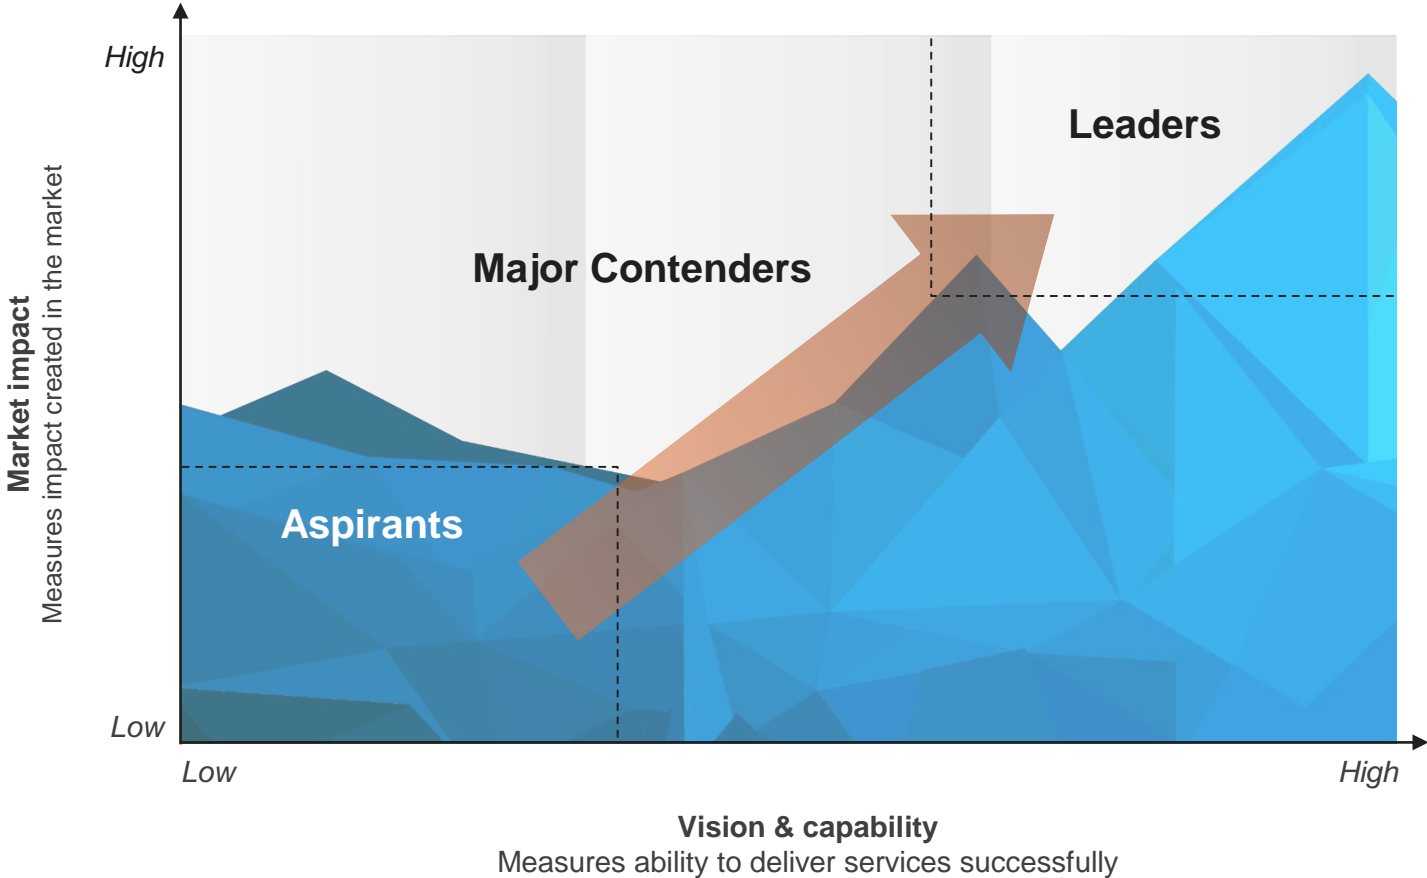 High
Leaders
Major Contenders
Market impact
Measures impact created in the market
Aspirants
Low
Low
High
Vision & capability
Measures ability to deliver services successfully